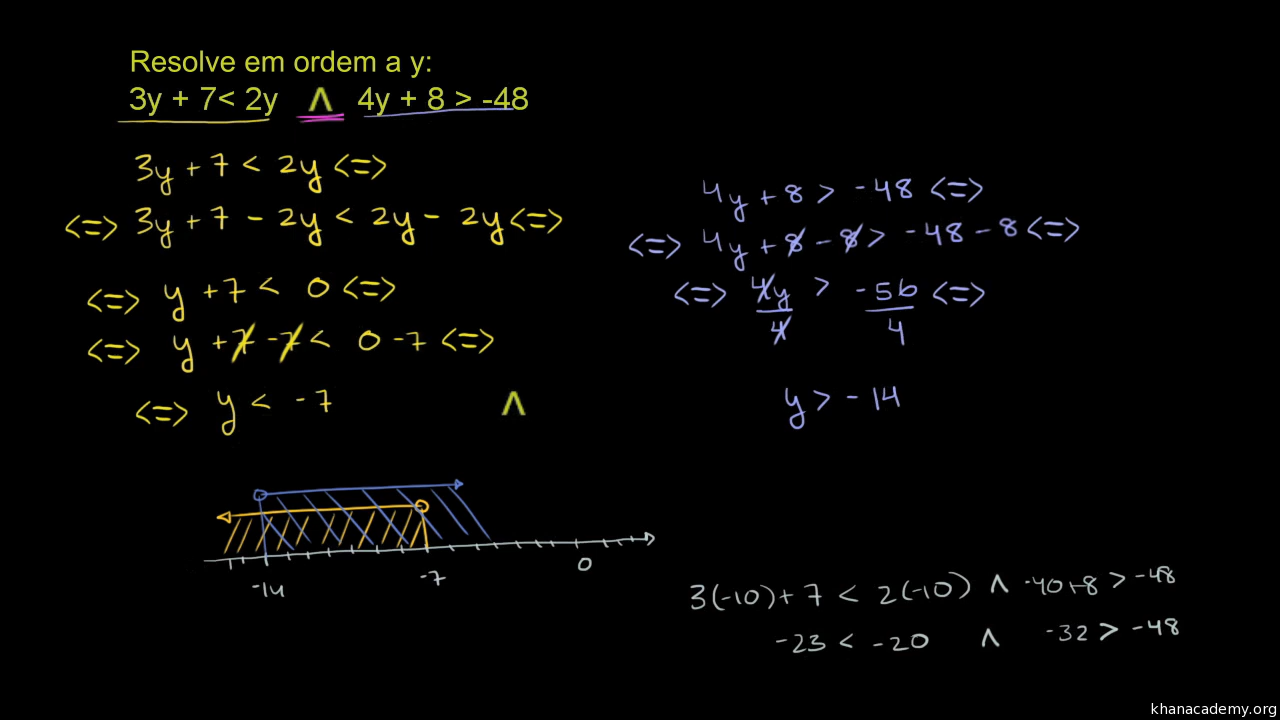 Resolve em ordem a y:
3y + 7< 2y ∧ 4y + 8 > -48
3y + 7 < 2y <=>
<=> 3y + 7 - 2y < 2y - 2y <=>
<=> y + 7 < 0 <=>
<=> y + 7 - 7 < 0 - 7 <=>
<=> y < -7
∧
4y + 8 > -48 <=>
<=> 4y + 8 - 8 > -48 - 8 <=>
<=> 4y/4 > -56/4 <=>
y > -14
-14 -7 0
3(-10) + 7 < 2(-10) ∧ -40+8 > -48
-23 < -20 ∧ -32 > -48
khanacademy.org